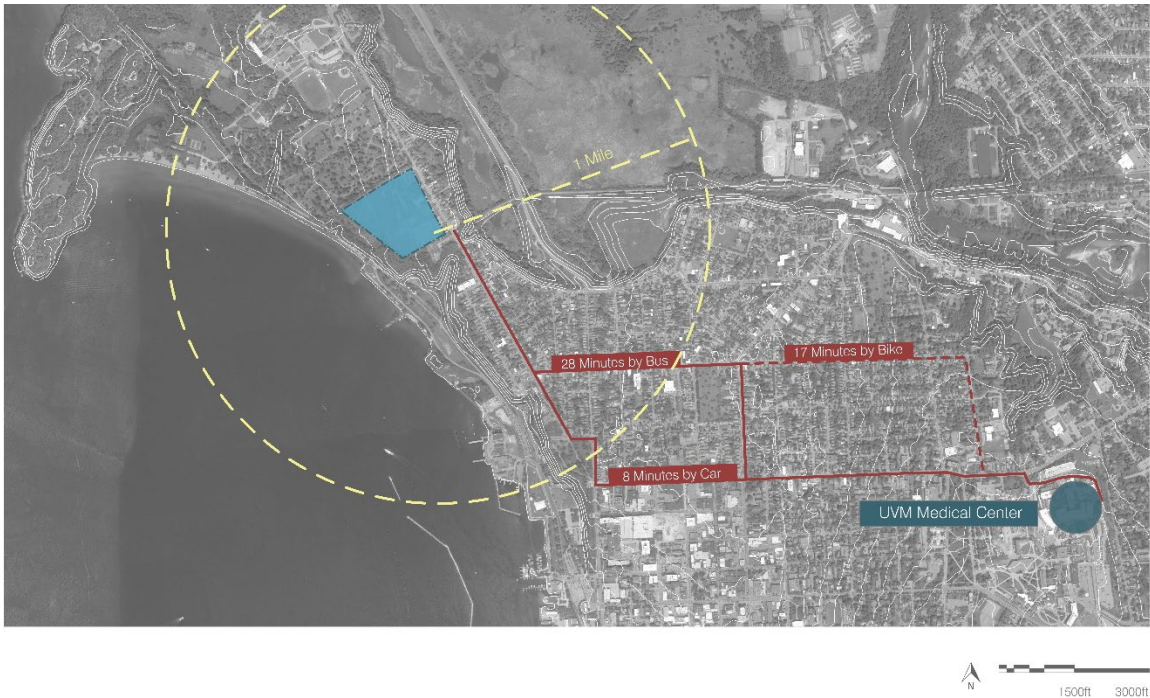 1 Mile
28 Minutes by Bus
17 Minutes by Bike
8 Minutes by Car
UVM Medical Center
N
1500ft 3000ft